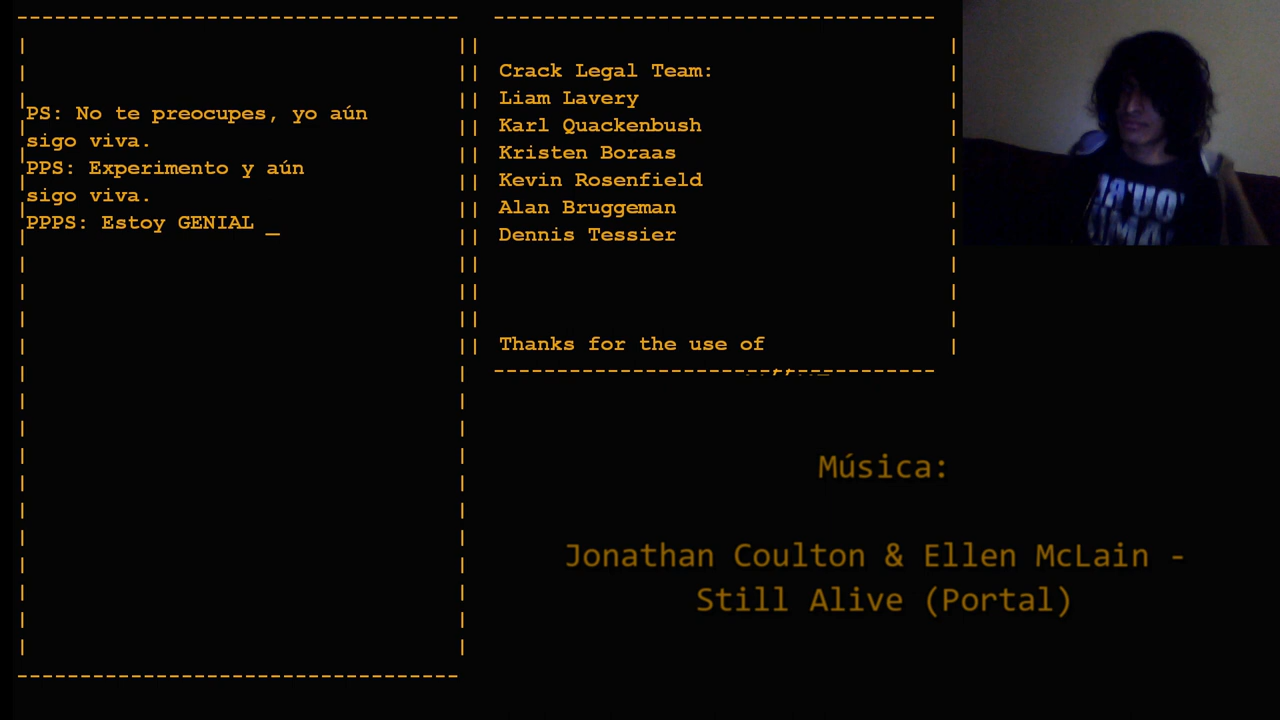 PS: No te preocupes, yo aún
sigo viva.
PPS: Experimento y aún
sigo viva.
PPPS: Estoy GENIAL _
Crack Legal Team:
Liam Lavery
Karl Quackenbush
Kristen Boraas
Kevin Rosenfield
Alan Bruggeman
Dennis Tessier
Thanks for the use of
Música:
Jonathan Coulton & Ellen McLain -
Still Alive (Portal)